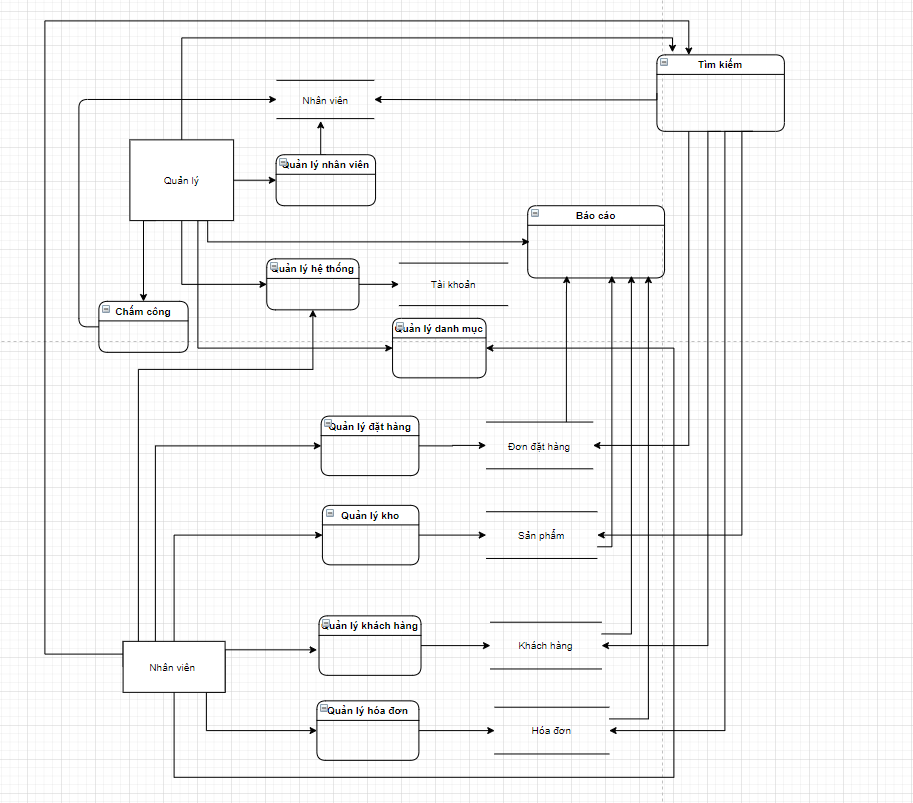 Tìm kiếm
Nhân viên
Quản lý nhân viên
Quản lý
Báo cáo
Quản lý hệ thống
Tài khoản
Chấm công
Quản lý danh mục
Quản lý đặt hàng
Đơn đặt hàng
Quản lý kho
Sản phẩm
Quản lý khách hàng
Khách hàng
Nhân viên
Quản lý hóa đơn
Hóa đơn